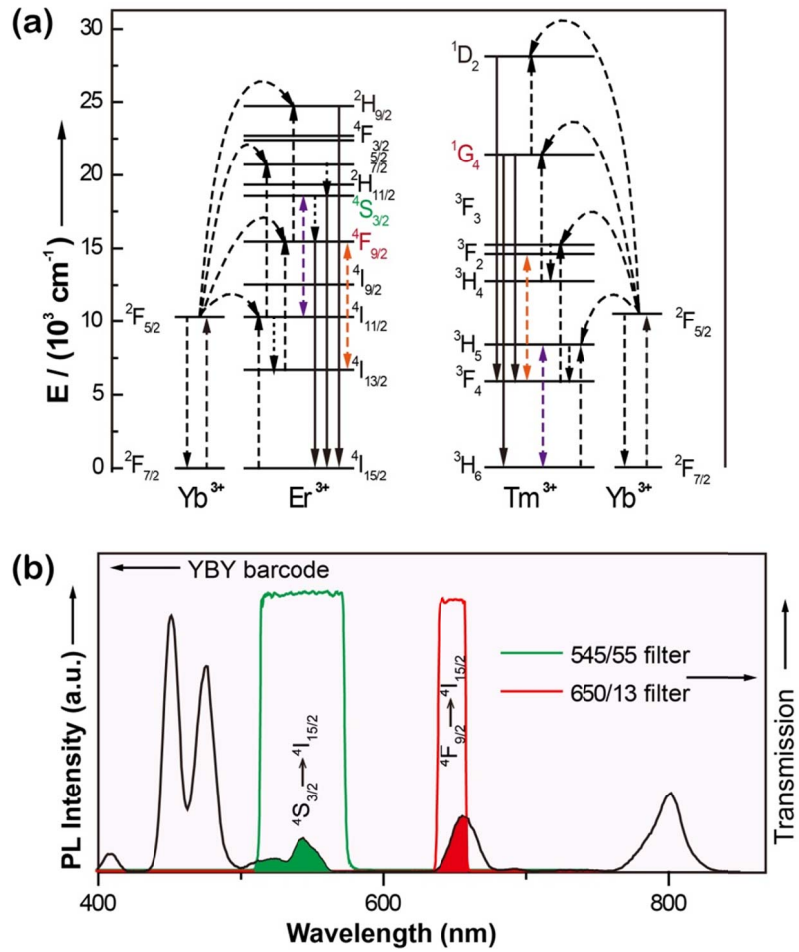 (a)
E / (10³ cm⁻¹)
30
25
20
15
10
5
0
²F₅/₂
²F₇/₂
Yb³⁺
²H₉/₂
⁴F₃/₂
₅/₂
₇/₂
²H₁₁/₂
⁴S₃/₂
⁴F₉/₂
⁴I₉/₂
⁴I₁₁/₂
⁴I₁₃/₂
⁴I₁₅/₂
Er³⁺
¹D₂
¹G₄
³F₃
³F₂
³H₄
³H₅
³F₄
³H₆
Tm³⁺
²F₅/₂
²F₇/₂
Yb³⁺
(b)
YBY barcode
PL Intensity (a.u.)
⁴S₃/₂→⁴I₁₅/₂
⁴F₉/₂→⁴I₁₅/₂
545/55 filter
650/13 filter
Transmission
400
600
800
Wavelength (nm)